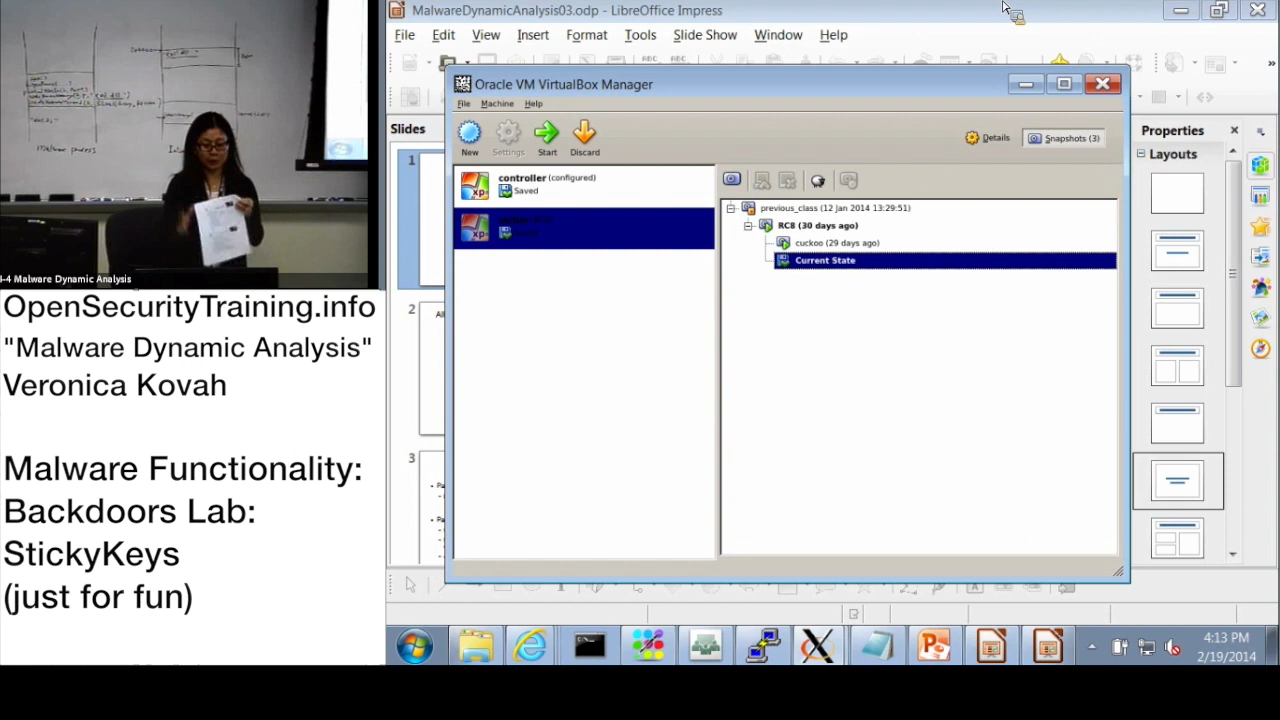 MalwareDynamicAnalysis03.odp - LibreOffice Impress
File Edit View Insert Format Tools Slide Show Window Help
Oracle VM VirtualBox Manager
File Machine Help
New Settings Start Discard
Details Snapshots (3)
controller (configured)
Saved
previous_class (12 Jan 2014 13:29:51)
RC8 (30 days ago)
cuckoo (29 days ago)
Current State
Slides
1
2
3
Properties
Layouts
-4 Malware Dynamic Analysis
OpenSecurityTraining.info
"Malware Dynamic Analysis"
Veronica Kovah
Malware Functionality:
Backdoors Lab:
StickyKeys
(just for fun)
4:13 PM
2/19/2014